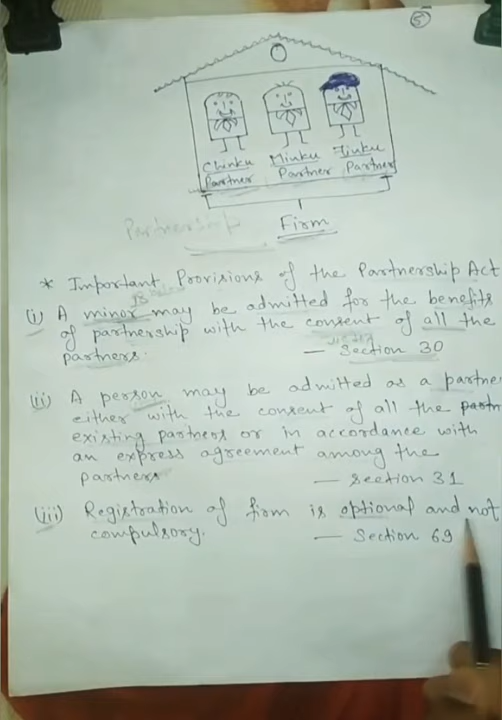 5
Chinku Minku Tinku
Partner Partner Partner
Partnership
Firm
* Important Provisions of the Partnership Act
(i) A minor may be admitted for the benefits
of partnership with the consent of all the
partners. — Section 30
(ii) A person may be admitted as a partne
either with the consent of all the partn
existing partners or in accordance with
an express agreement among the
partners — Section 31
(iii) Registration of firm is optional and not
compulsory. — Section 69